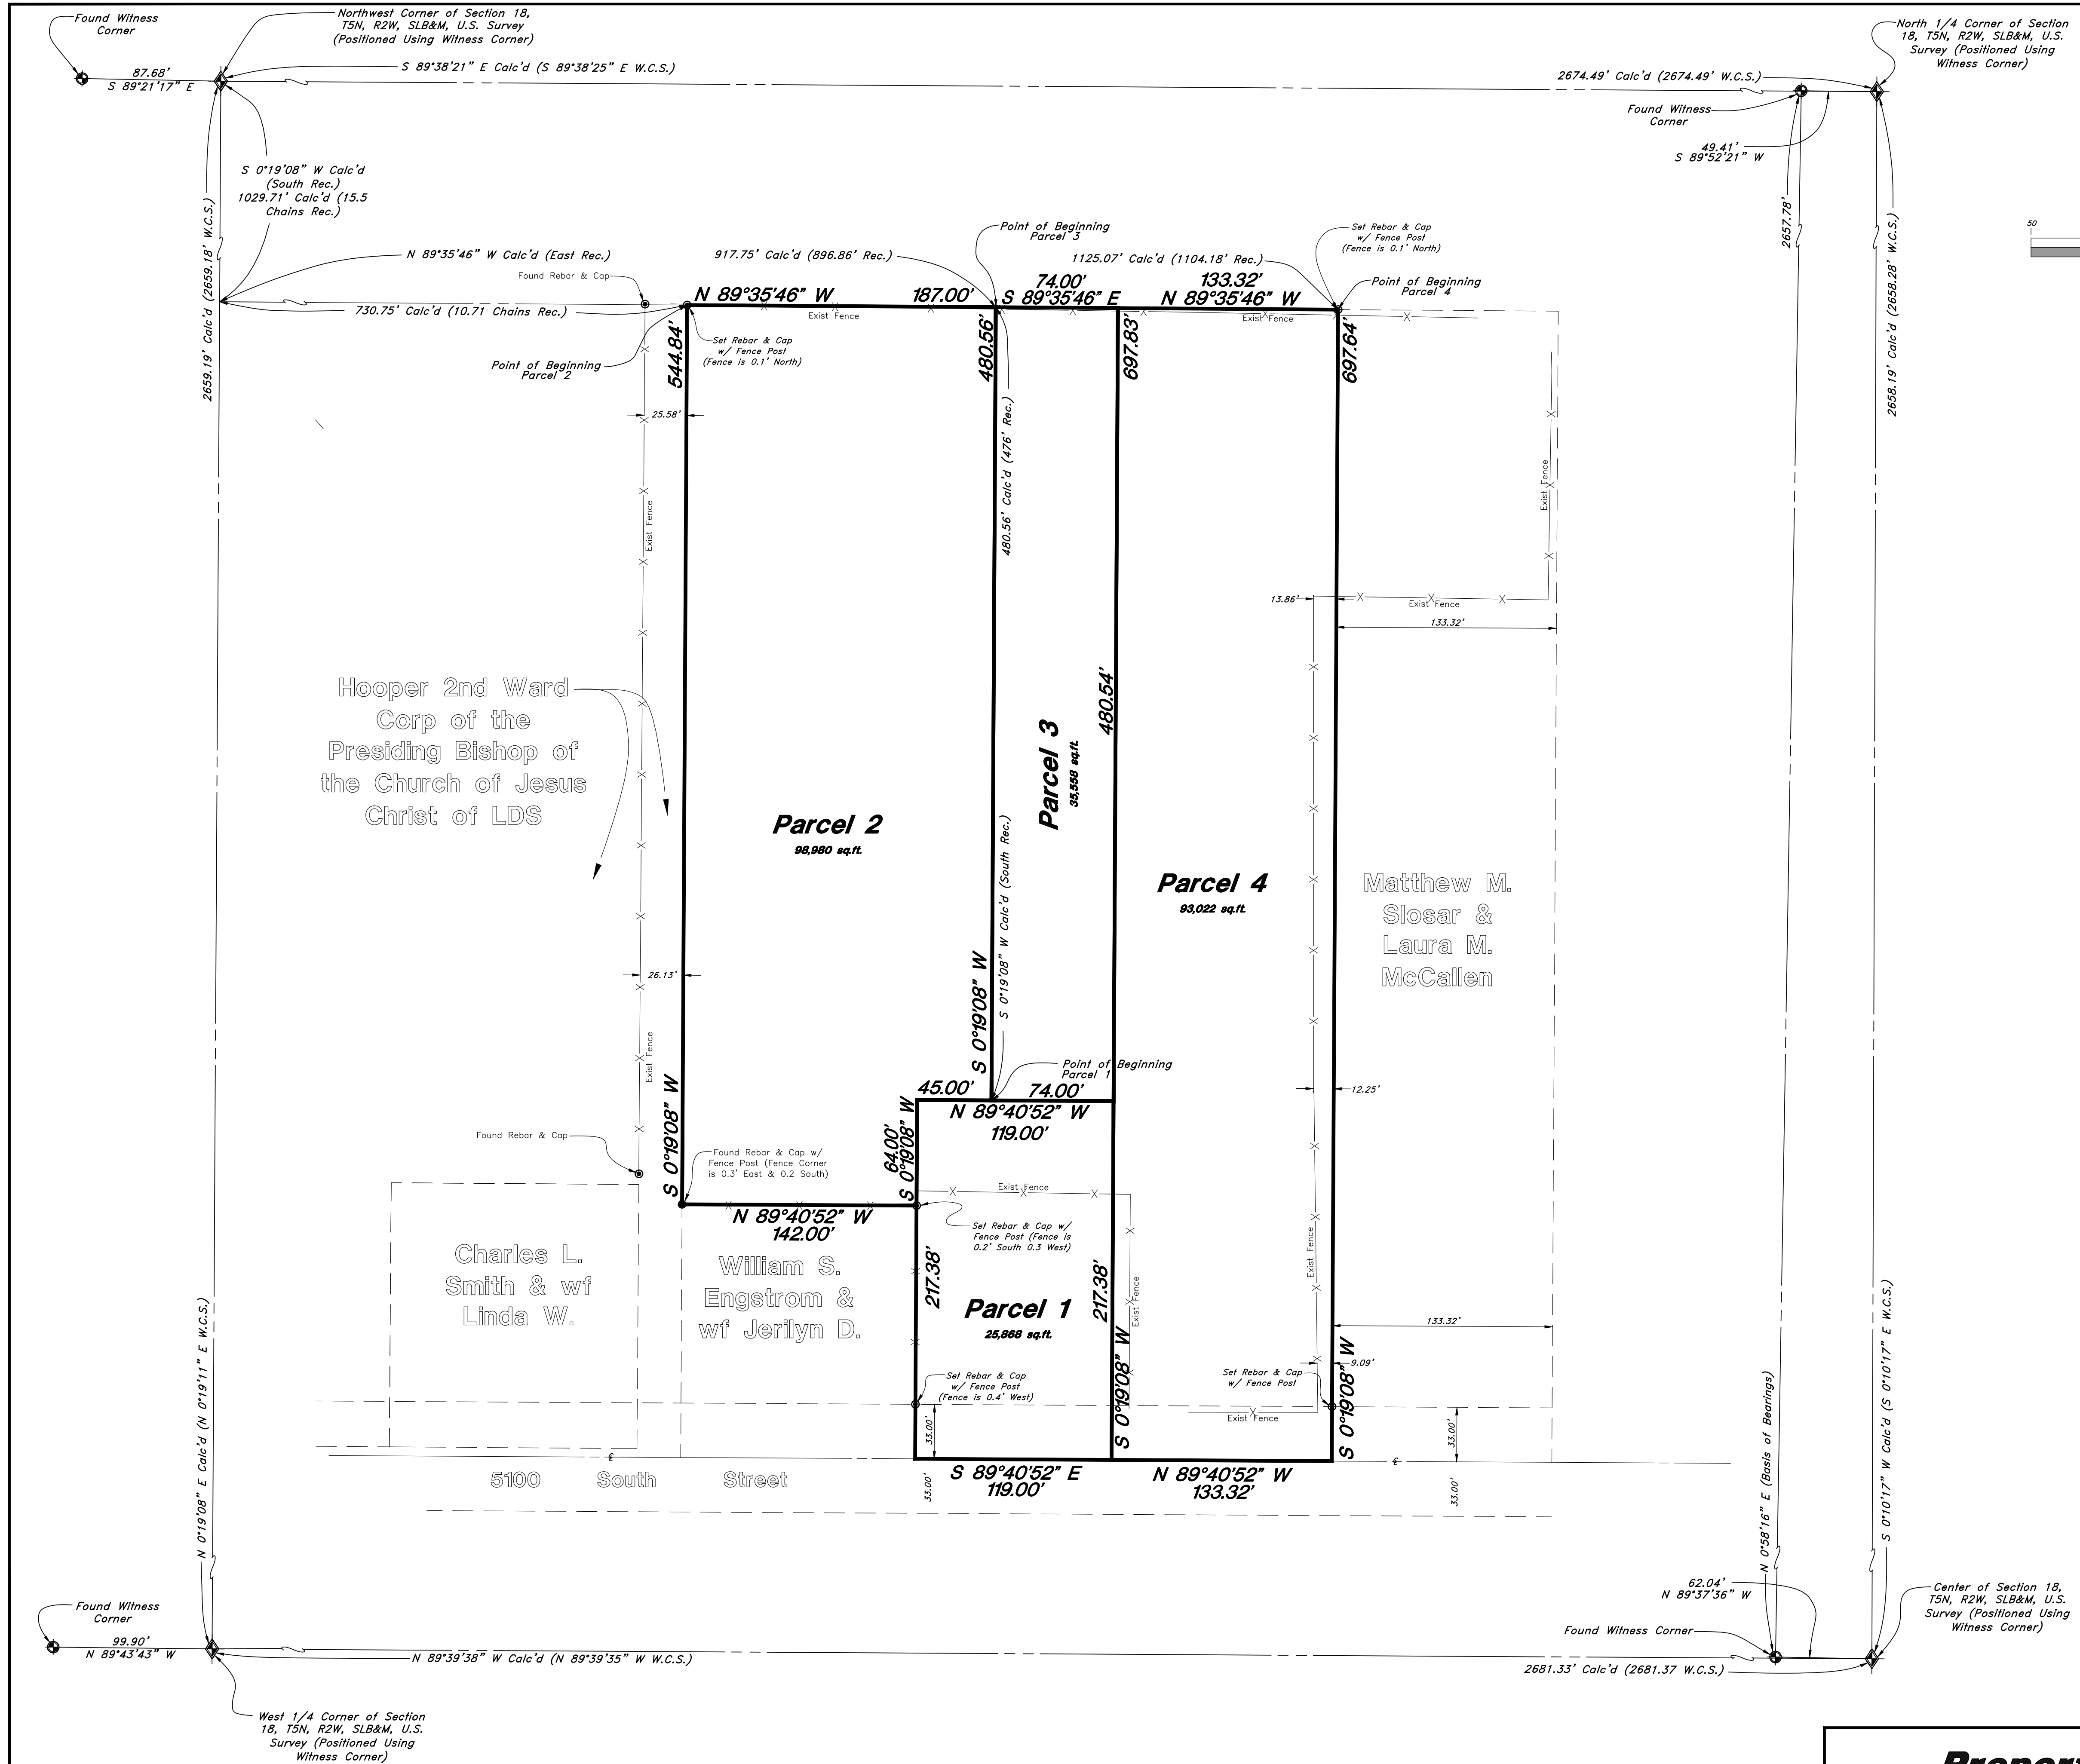 Found Witness
Corner
87.68'
S 89°21'17" E
Northwest Corner of Section 18,
T5N, R2W, SLB&M, U.S. Survey
(Positioned Using Witness Corner)
S 89°38'21" E Calc'd (S 89°38'25" E W.C.S.)
2674.49' Calc'd (2674.49' W.C.S.)
North 1/4 Corner of Section
18, T5N, R2W, SLB&M, U.S.
Survey (Positioned Using
Witness Corner)
Found Witness
Corner
49.41'
S 89°52'21" W
S 0°19'08" W Calc'd
(South Rec.)
1029.71' Calc'd (15.5
Chains Rec.)
2659.19' Calc'd (2659.18' W.C.S.)
2657.78'
2658.19' Calc'd (2658.28' W.C.S.)
50
N 89°35'46" W Calc'd (East Rec.)
Found Rebar & Cap
730.75' Calc'd (10.71 Chains Rec.)
917.75' Calc'd (896.86' Rec.)
Point of Beginning
Parcel 3
1125.07' Calc'd (1104.18' Rec.)
Set Rebar & Cap
w/ Fence Post
(Fence is 0.1' North)
Point of Beginning
Parcel 4
N 89°35'46" W
187.00'
74.00'
S 89°35'46" E
133.32'
N 89°35'46" W
Exist Fence
Exist Fence
Point of Beginning
Parcel 2
Set Rebar & Cap
w/ Fence Post
(Fence is 0.1' North)
544.84'
480.56'
697.83'
697.64'
25.58'
480.56' Calc'd (476' Rec.)
Exist Fence
Exist Fence
13.86'
Exist Fence
133.32'
Hooper 2nd Ward
Corp of the
Presiding Bishop of
the Church of Jesus
Christ of LDS
480.54'
Parcel 3
35,558 sq.ft.
Parcel 2
98,980 sq.ft.
Parcel 4
93,022 sq.ft.
Matthew M.
Slosar &
Laura M.
McCallen
S 0°19'08" W Calc'd (South Rec.)
S 0°19'08" W
26.13'
Exist Fence
S 0°19'08" W
Point of Beginning
Parcel 1
12.25'
45.00'
74.00'
N 89°40'52" W
119.00'
64.00'
S 0°19'08" W
Found Rebar & Cap
Found Rebar & Cap w/
Fence Post (Fence Corner
is 0.3' East & 0.2 South)
Exist Fence
N 89°40'52" W
142.00'
Set Rebar & Cap w/
Fence Post (Fence is
0.2' South 0.3 West)
Charles L.
Smith & wf
Linda W.
William S.
Engstrom &
wf Jerilyn D.
217.38'
217.38'
Exist Fence
Exist Fence
Parcel 1
25,868 sq.ft.
133.32'
9.09'
Set Rebar & Cap
w/ Fence Post
(Fence is 0.4' West)
Set Rebar & Cap
w/ Fence Post
S 0°19'08" W
S 0°19'08" W
Exist Fence
33.00'
33.00'
5100 South Street
33.00'
33.00'
S 89°40'52" E
119.00'
N 89°40'52" W
133.32'
N 0°19'08" E Calc'd (N 0°19'11" E W.C.S.)
N 0°58'16" E (Basis of Bearings)
S 0°10'17" W Calc'd (S 0°10'17" E W.C.S.)
Found Witness
Corner
99.90'
N 89°43'43" W
N 89°39'38" W Calc'd (N 89°39'35" W W.C.S.)
62.04'
N 89°37'36" W
Found Witness Corner
2681.33' Calc'd (2681.37 W.C.S.)
Center of Section 18,
T5N, R2W, SLB&M, U.S.
Survey (Positioned Using
Witness Corner)
West 1/4 Corner of Section
18, T5N, R2W, SLB&M, U.S.
Survey (Positioned Using
Witness Corner)